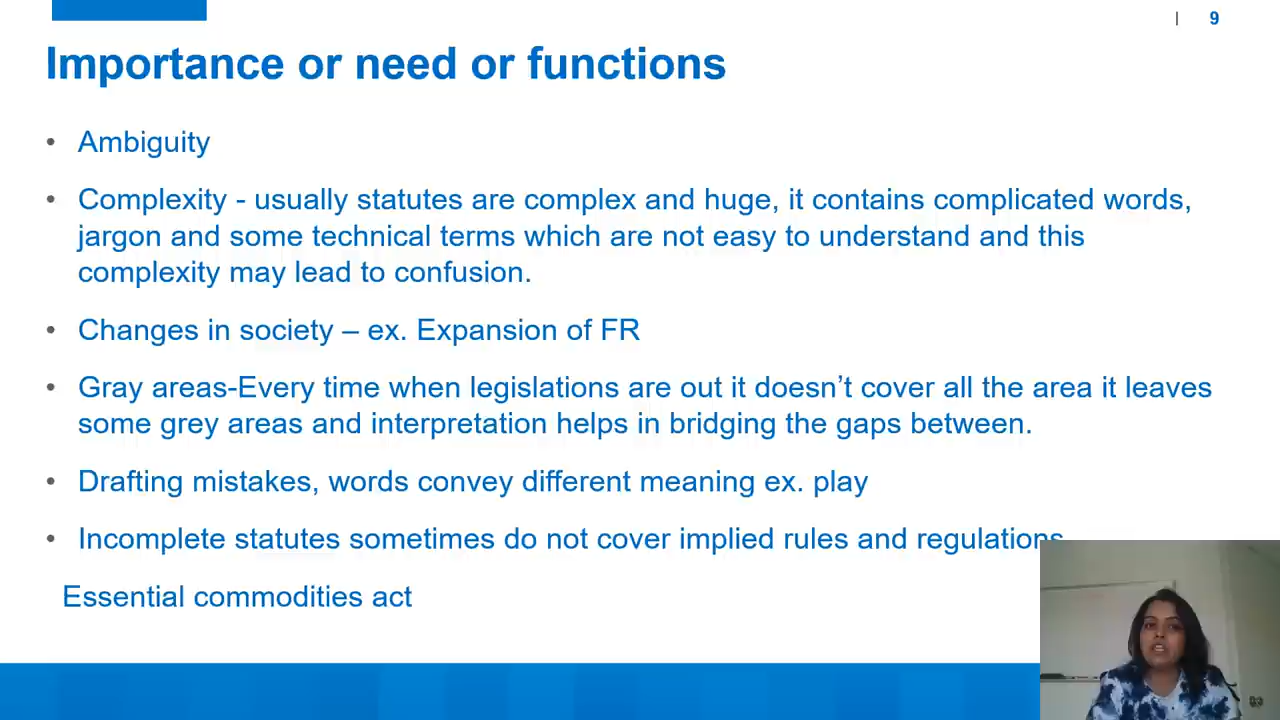 | 9
Importance or need or functions
• Ambiguity
• Complexity - usually statutes are complex and huge, it contains complicated words,
jargon and some technical terms which are not easy to understand and this
complexity may lead to confusion.
• Changes in society – ex. Expansion of FR
• Gray areas-Every time when legislations are out it doesn’t cover all the area it leaves
some grey areas and interpretation helps in bridging the gaps between.
• Drafting mistakes, words convey different meaning ex. play
• Incomplete statutes sometimes do not cover implied rules and regulations
Essential commodities act